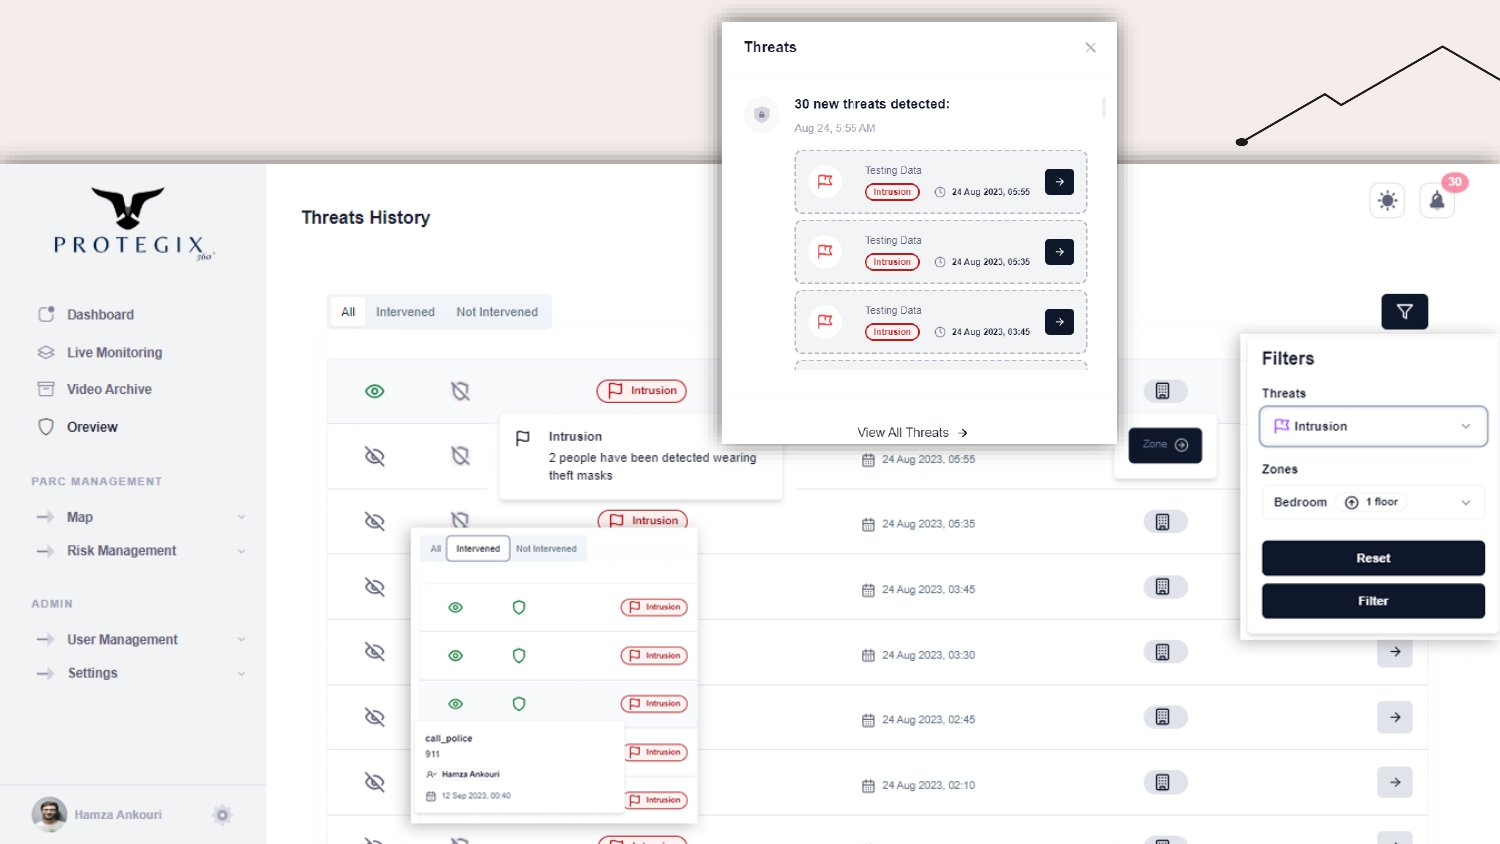 Threats
30 new threats detected:
Aug 24, 5:55 AM
Testing Data
Intrusion
24 Aug 2023, 05:55
Testing Data
Intrusion
24 Aug 2023, 05:35
Testing Data
Intrusion
24 Aug 2023, 03:45
View All Threats
PROTEGIX
360°
Dashboard
Live Monitoring
Video Archive
Oreview
PARC MANAGEMENT
Map
Risk Management
ADMIN
User Management
Settings
Hamza Ankouri
Threats History
30
All Intervened Not Intervened
Intrusion
Intrusion
2 people have been detected wearing
theft masks
24 Aug 2023, 05:55
Zone
Intrusion
24 Aug 2023, 05:35
24 Aug 2023, 03:45
24 Aug 2023, 03:30
24 Aug 2023, 02:45
24 Aug 2023, 02:10
Intrusion
All Intervened Not Intervened
Intrusion
Intrusion
Intrusion
Intrusion
Intrusion
call_police
911
Hamza Ankouri
12 Sep 2023, 00:40
Filters
Threats
Intrusion
Zones
Bedroom 1 floor
Reset
Filter